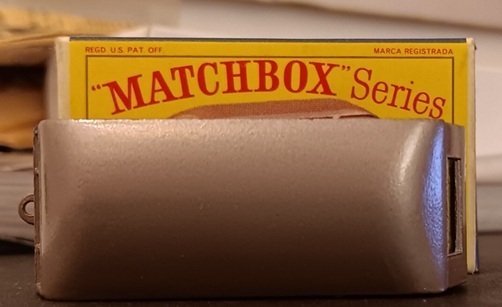 REGD. U.S. PAT. OFF. MARCA REGISTRADA
"MATCHBOX" Series